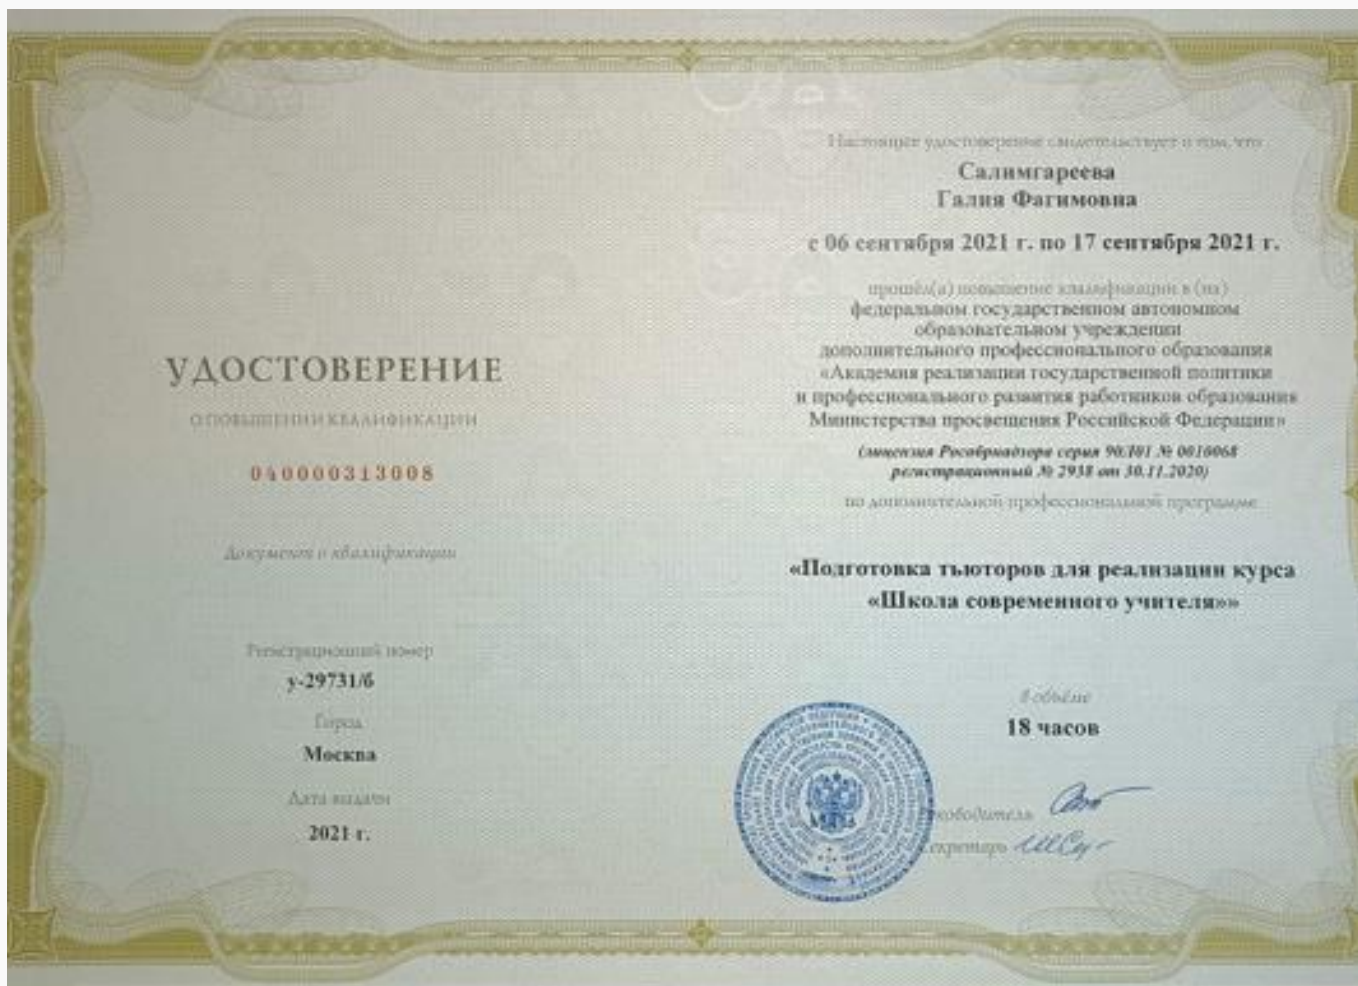 УДОСТОВЕРЕНИЕ
О ПОВЫШЕНИИ КВАЛИФИКАЦИИ
040000313008
Документ о квалификации
Регистрационный номер
у-29731/б
Город
Москва
Дата выдачи
2021 г.
Настоящее удостоверение свидетельствует о том, что
Салимгареева
Галия Фагимовна
с 06 сентября 2021 г. по 17 сентября 2021 г.
прошёл(а) повышение квалификации в (на)
федеральном государственном автономном
образовательном учреждении
дополнительного профессионального образования
«Академия реализации государственной политики
и профессионального развития работников образования
Министерства просвещения Российской Федерации»
(лицензия Рособрнадзора серия 90Л01 № 0010068
регистрационный № 2938 от 30.11.2020)
по дополнительной профессиональной программе
«Подготовка тьюторов для реализации курса
«Школа современного учителя»»
в объёме
18 часов
Руководитель
Секретарь